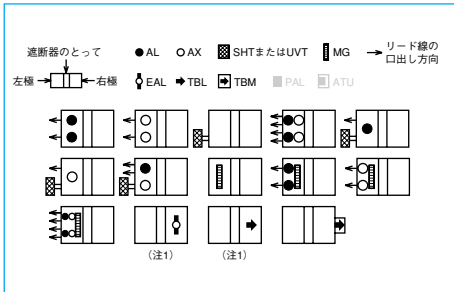 遮断器のとって
左極
右極
AL AX SHTまたはUVT MG リード線の
口出し方向
EAL TBL TBM PAL ATU
(注1) (注1)